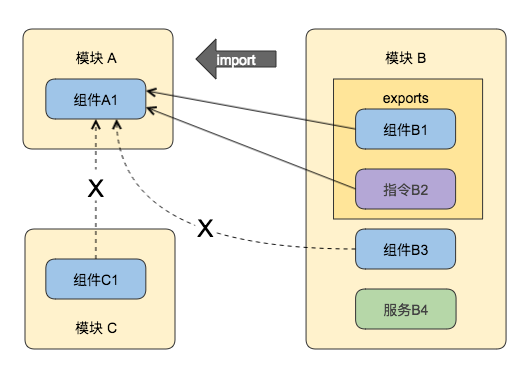 模块 A
组件A1
import
模块 B
exports
组件B1
指令B2
X
X
组件B3
组件C1
模块 C
服务B4